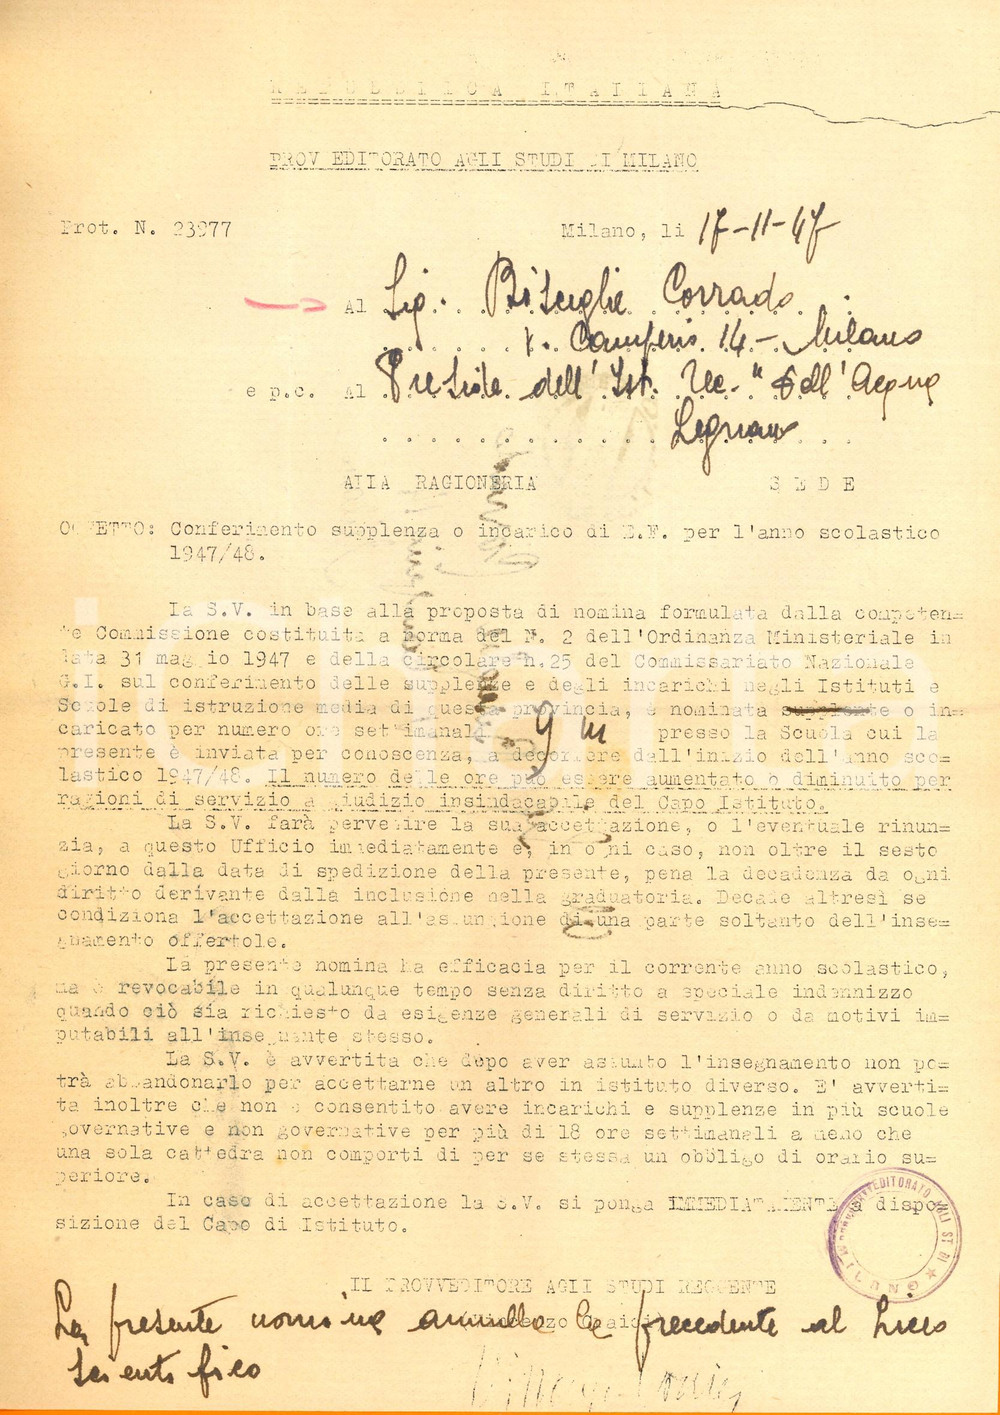 REPUBBLICA ITALIANA
PROVVEDITORATO AGLI STUDI DI MILANO
Prot. N. 23977 Milano, li 17-11-47
Al Sig. Bisceglie Corrado
14 - Milano
e p.c. Al Preside dell' Ist. Tec. " dell' Acqua
Legnano
AllA RAGIONERIA S E D E
OGGETTO: Conferimento supplenza o incarico di E.F. per l'anno scolastico
1947/48.
La S.V. in base alla proposta di nomina formulata dalla competen=
te Commissione costituita a norma del N. 2 dell'Ordinanza Ministeriale in
data 31 maggio 1947 e della circolare n.25 del Commissariato Nazionale
G.I. sul conferimento delle supplenze e degli incarichi negli Istituti e
Scuole di istruzione media di questa provincia, è nominata supplente o in=
caricato per numero ore settimanali 9 m presso la Scuola cui la
presente è inviata per conoscenza, a decorrere dall'inizio dell'anno sco=
lastico 1947/48. Il numero delle ore può essere aumentato o diminuito per
ragioni di servizio a giudizio insindacabile del Capo Istituto.
La S.V. farà pervenire la sua accettazione, o l'eventuale rinun=
zia, a questo Ufficio immediatamente e, in ogni caso, non oltre il sesto
giorno dalla data di spedizione della presente, pena la decadenza da ogni
diritto derivante dalla inclusione nella graduatoria. Decade altresì se
condiziona l'accettazione all'assunzione di una parte soltanto dell'inse=
gnamento offertole.
La presente nomina ha efficacia per il corrente anno scolastico,
ma è revocabile in qualunque tempo senza diritto a speciale indennizzo
quando ciò sia richiesto da esigenze generali di servizio o da motivi im=
putabili all'insegnante stesso.
La S.V. è avvertita che dopo aver assunto l'insegnamento non po=
trà abbandonarlo per accettarne un altro in istituto diverso. E' avverti=
ta inoltre che non è consentito avere incarichi e supplenze in più scuole
governative e non governative per più di 18 ore settimanali a meno che
una sola cattedra non comporti di per se stessa un obbligo di orario su=
periore.
In caso di accettazione la S.V. si ponga IMMEDIATAMENTE a dispo
sizione del Capo di Istituto.
PROVVEDITORATO AGLI ST DI
MILANO
IL PROVVEDITORE AGLI STUDI REGGENTE
La presente nomina annulla la precedente al Liceo
scientifico